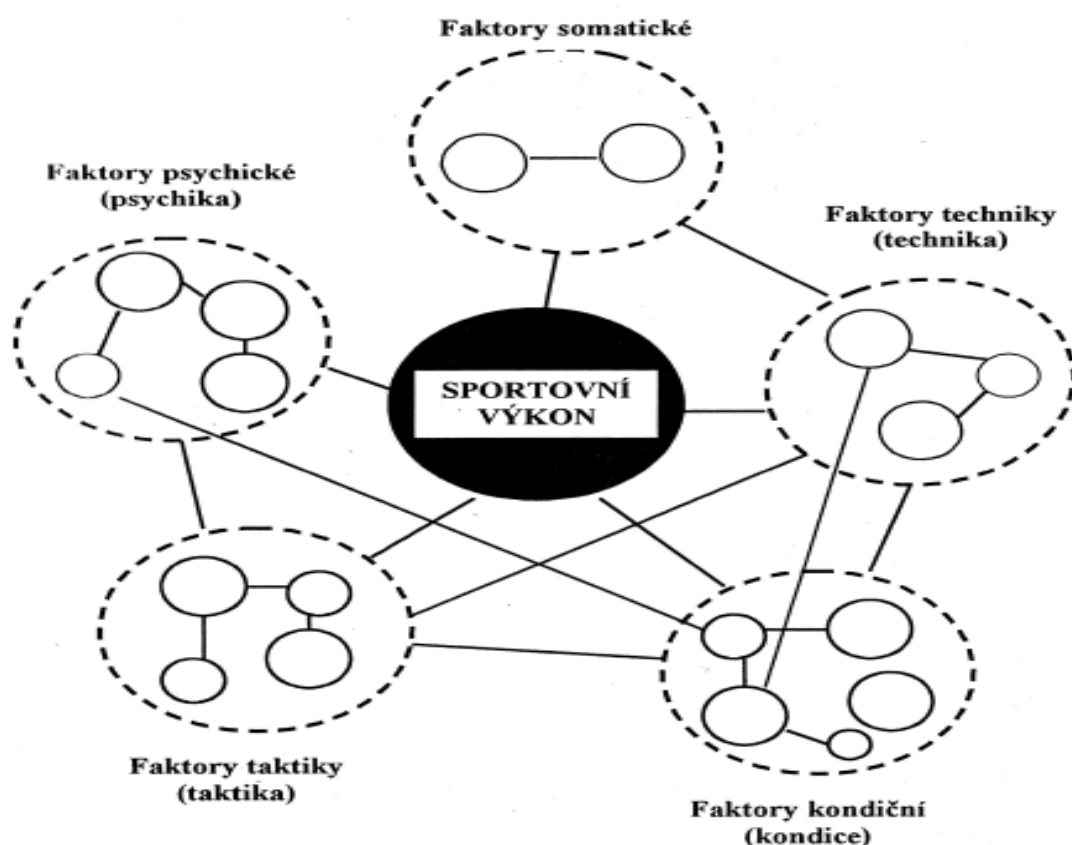 Faktory somatické
Faktory psychické
(psychika)
Faktory techniky
(technika)
SPORTOVNÍ
VÝKON
Faktory taktiky
(taktika)
Faktory kondiční
(kondice)